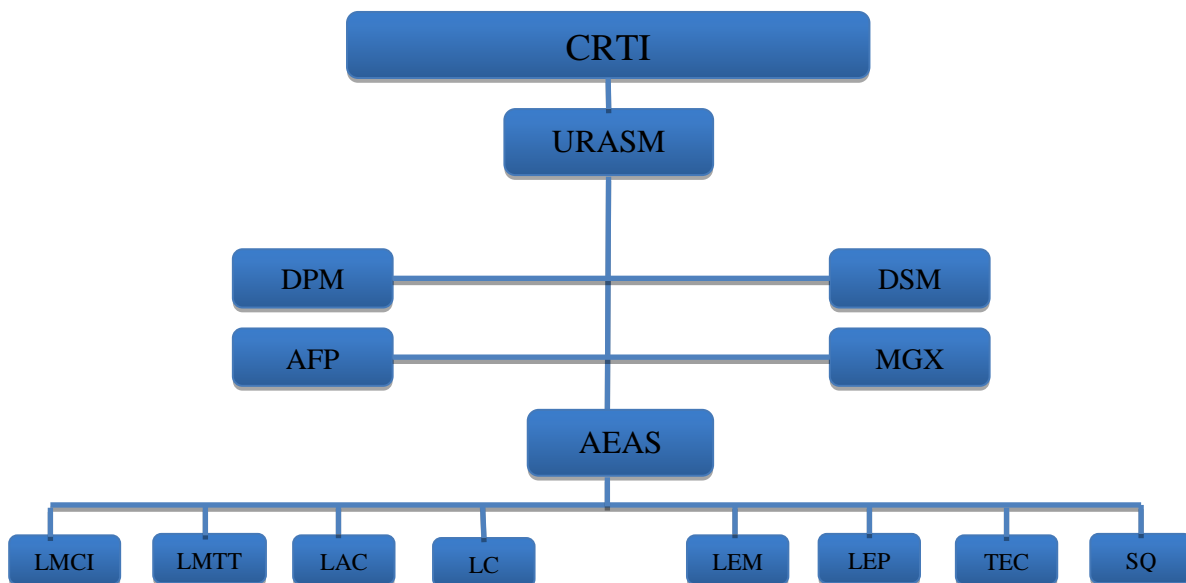 CRTI
URASM
DPM
DSM
AFP
MGX
AEAS
LMCI
LMTT
LAC
LC
LEM
LEP
TEC
SQ